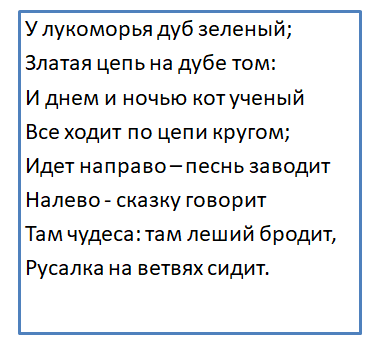 У лукоморья дуб зеленый;
Златая цепь на дубе том:
И днем и ночью кот ученый
Все ходит по цепи кругом;
Идет направо – песнь заводит
Налево - сказку говорит
Там чудеса: там леший бродит,
Русалка на ветвях сидит.